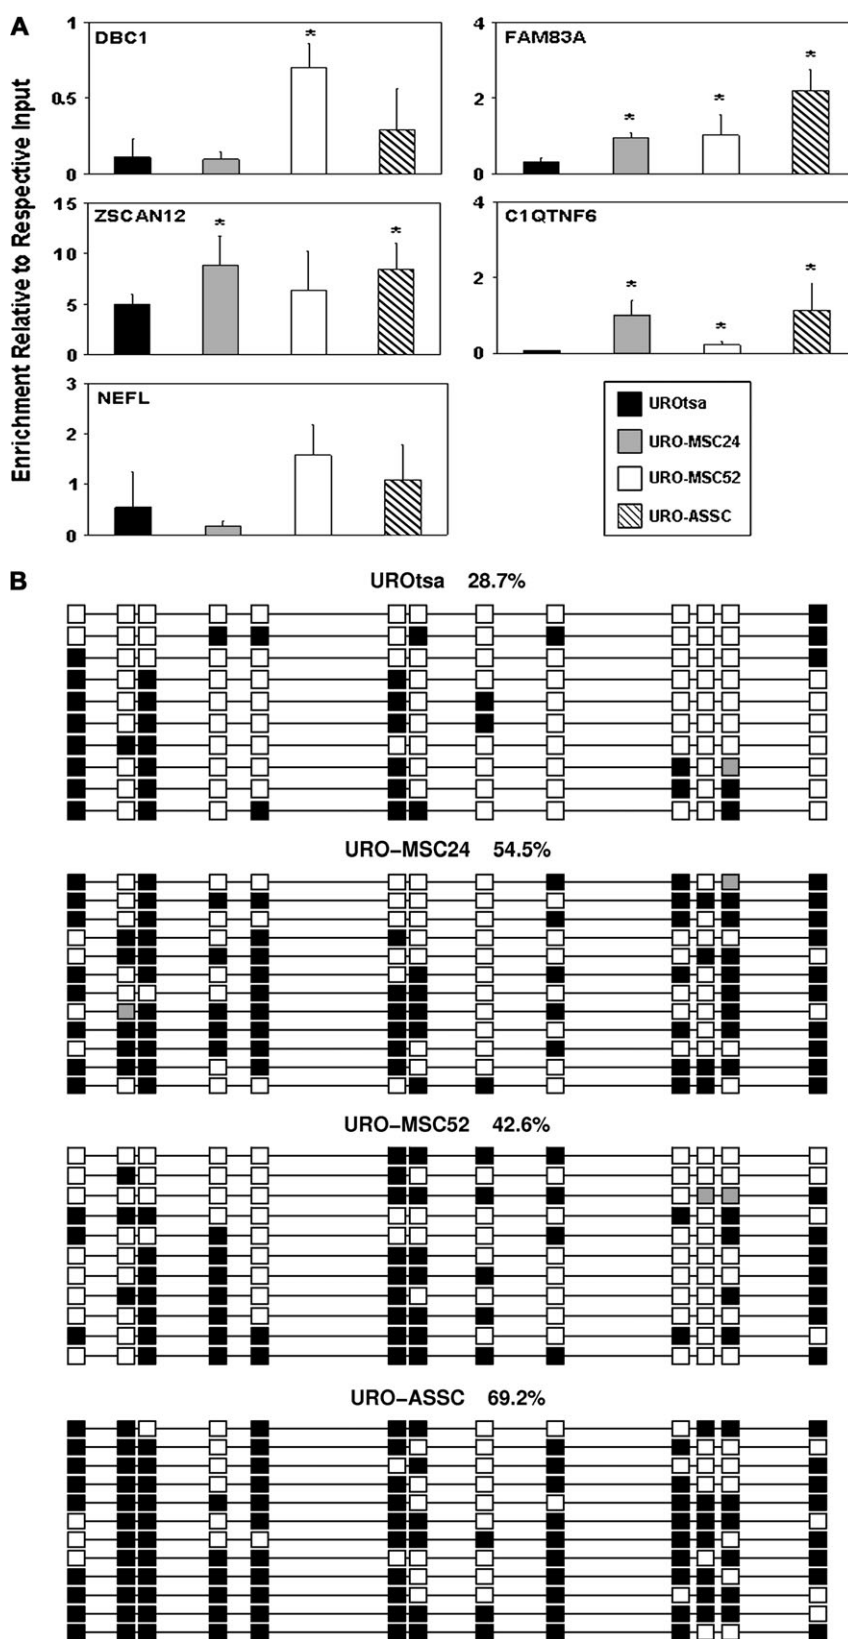 A
Enrichment Relative to Respective Input
DBC1
1
0.5
0
*
FAM83A
4
2
0
*
*
*
ZSCAN12
15
10
5
0
*
*
C1QTNF6
4
2
0
*
*
*
NEFL
3
2
1
0
UROtsa
URO-MSC24
URO-MSC52
URO-ASSC
B
UROtsa 28.7%
URO–MSC24 54.5%
URO–MSC52 42.6%
URO–ASSC 69.2%